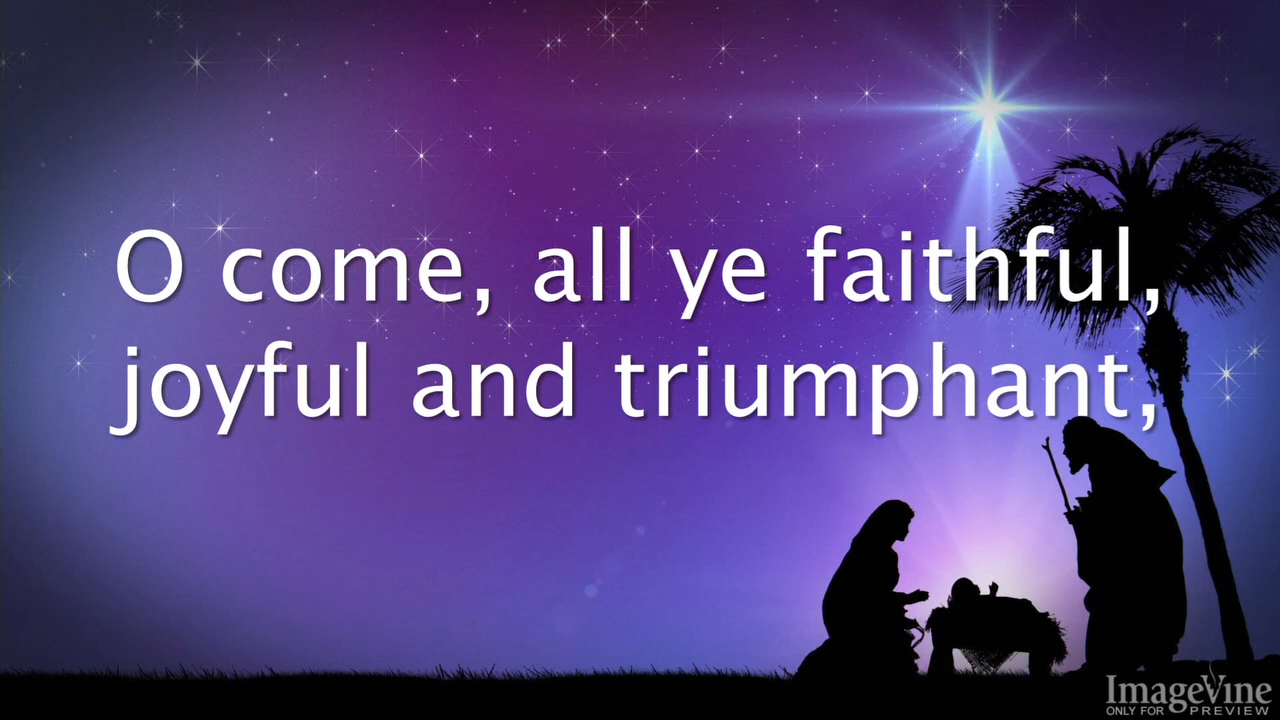 O come, all ye faithful,
joyful and triumphant,
ImageVine
ONLY FOR PREVIEW